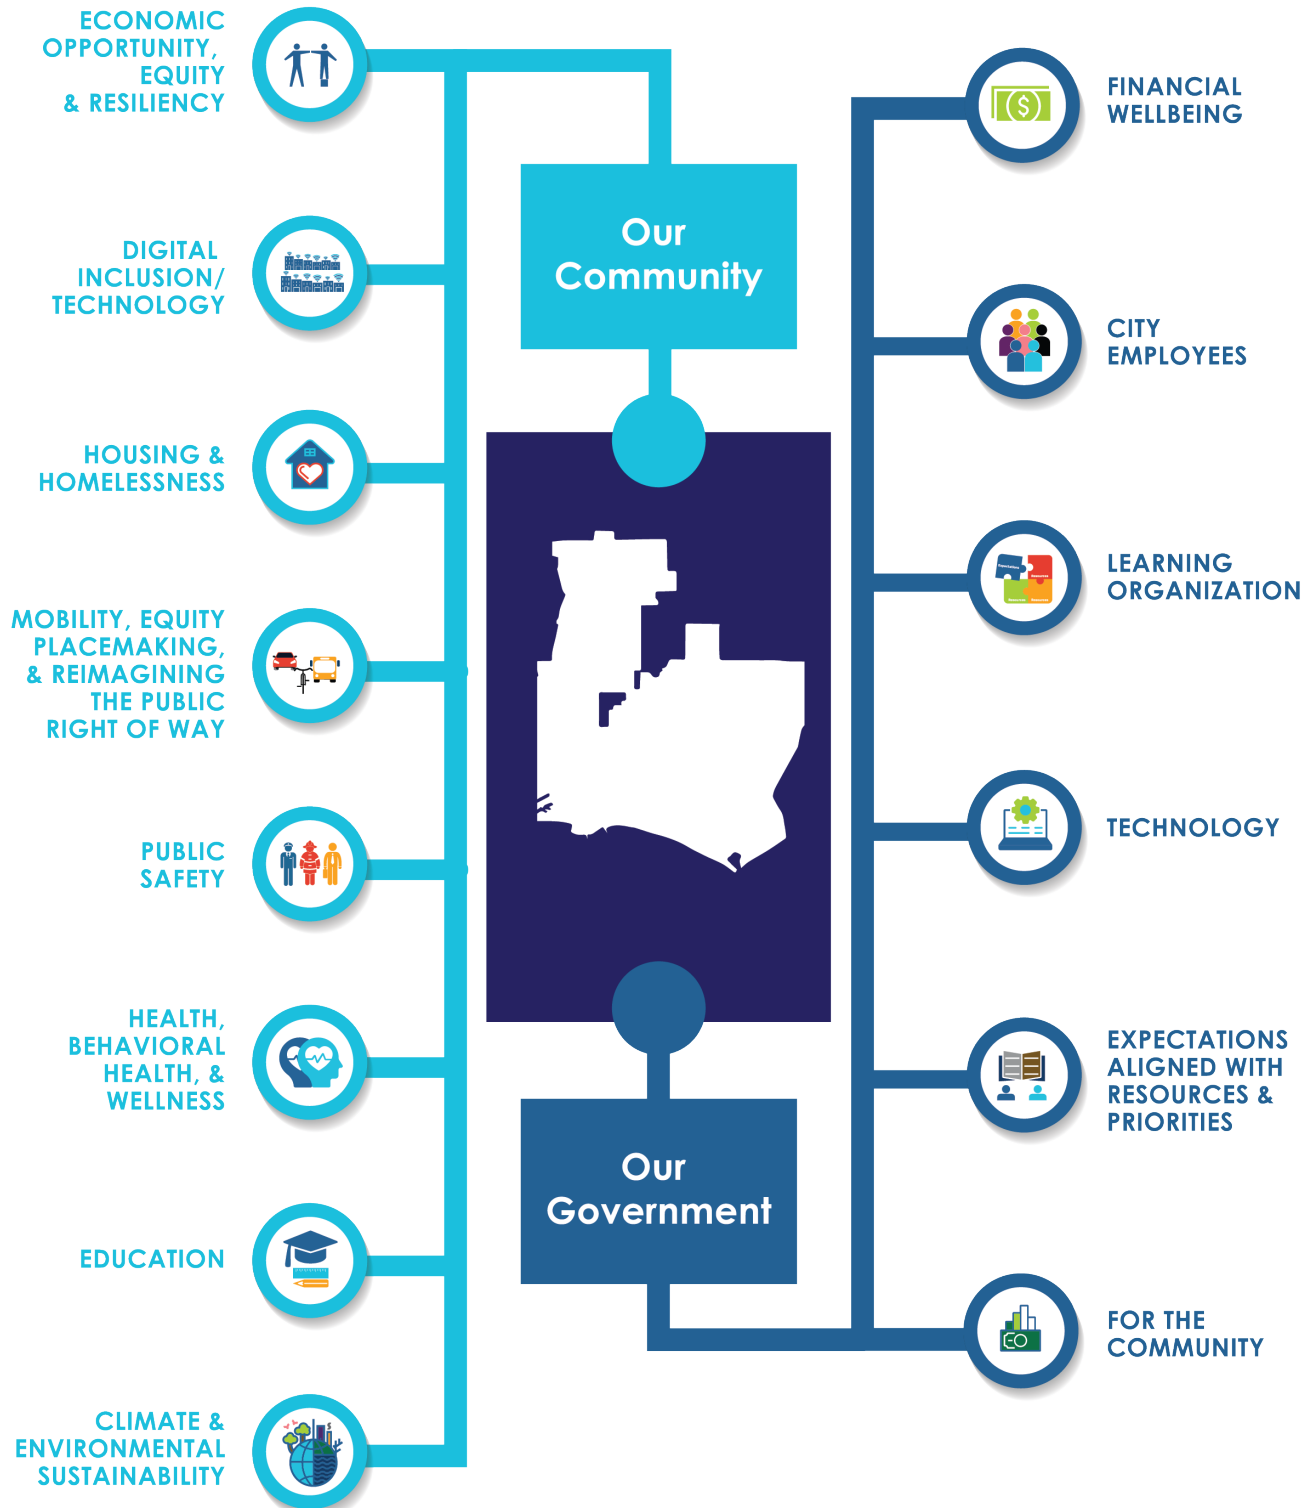 ECONOMIC
OPPORTUNITY,
EQUITY
& RESILIENCY
DIGITAL
INCLUSION/
TECHNOLOGY
HOUSING &
HOMELESSNESS
MOBILITY, EQUITY
PLACEMAKING,
& REIMAGINING
THE PUBLIC
RIGHT OF WAY
PUBLIC
SAFETY
HEALTH,
BEHAVIORAL
HEALTH, &
WELLNESS
EDUCATION
CLIMATE &
ENVIRONMENTAL
SUSTAINABILITY
Our
Community
Our
Government
FINANCIAL
WELLBEING
CITY
EMPLOYEES
LEARNING
ORGANIZATION
TECHNOLOGY
EXPECTATIONS
ALIGNED WITH
RESOURCES &
PRIORITIES
FOR THE
COMMUNITY